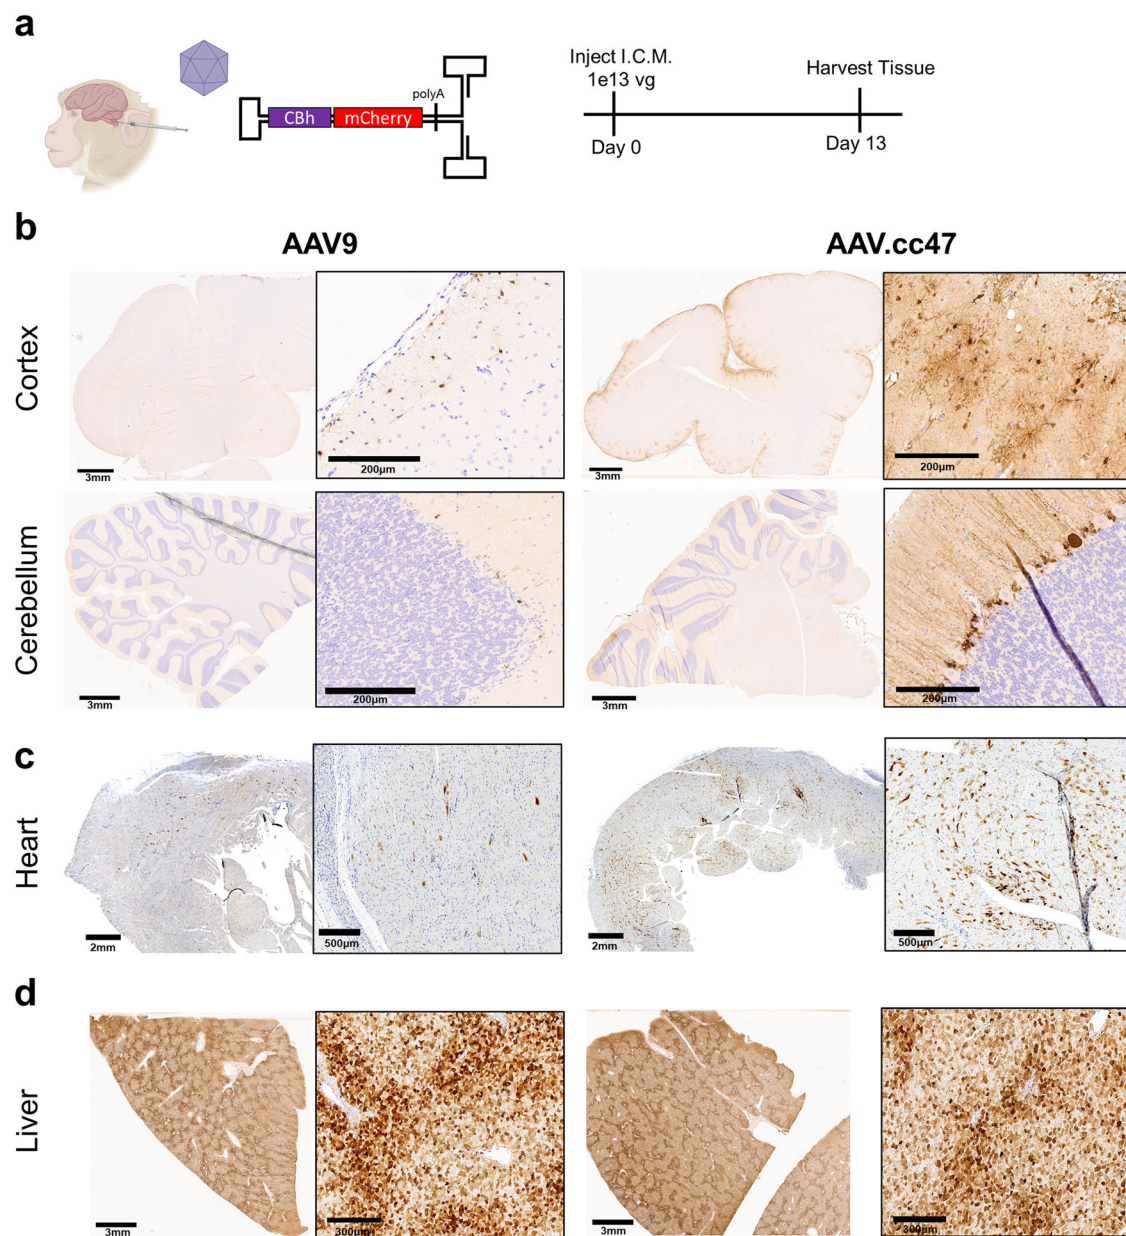 a
CBh
mCherry
polyA
Inject I.C.M.
1e13 vg
Day 0
Harvest Tissue
Day 13
b
AAV9
AAV.cc47
Cortex
3mm
200µm
3mm
200µm
Cerebellum
3mm
200µm
3mm
200µm
c
Heart
2mm
500µm
2mm
500µm
d
Liver
3mm
300µm
3mm
300µm